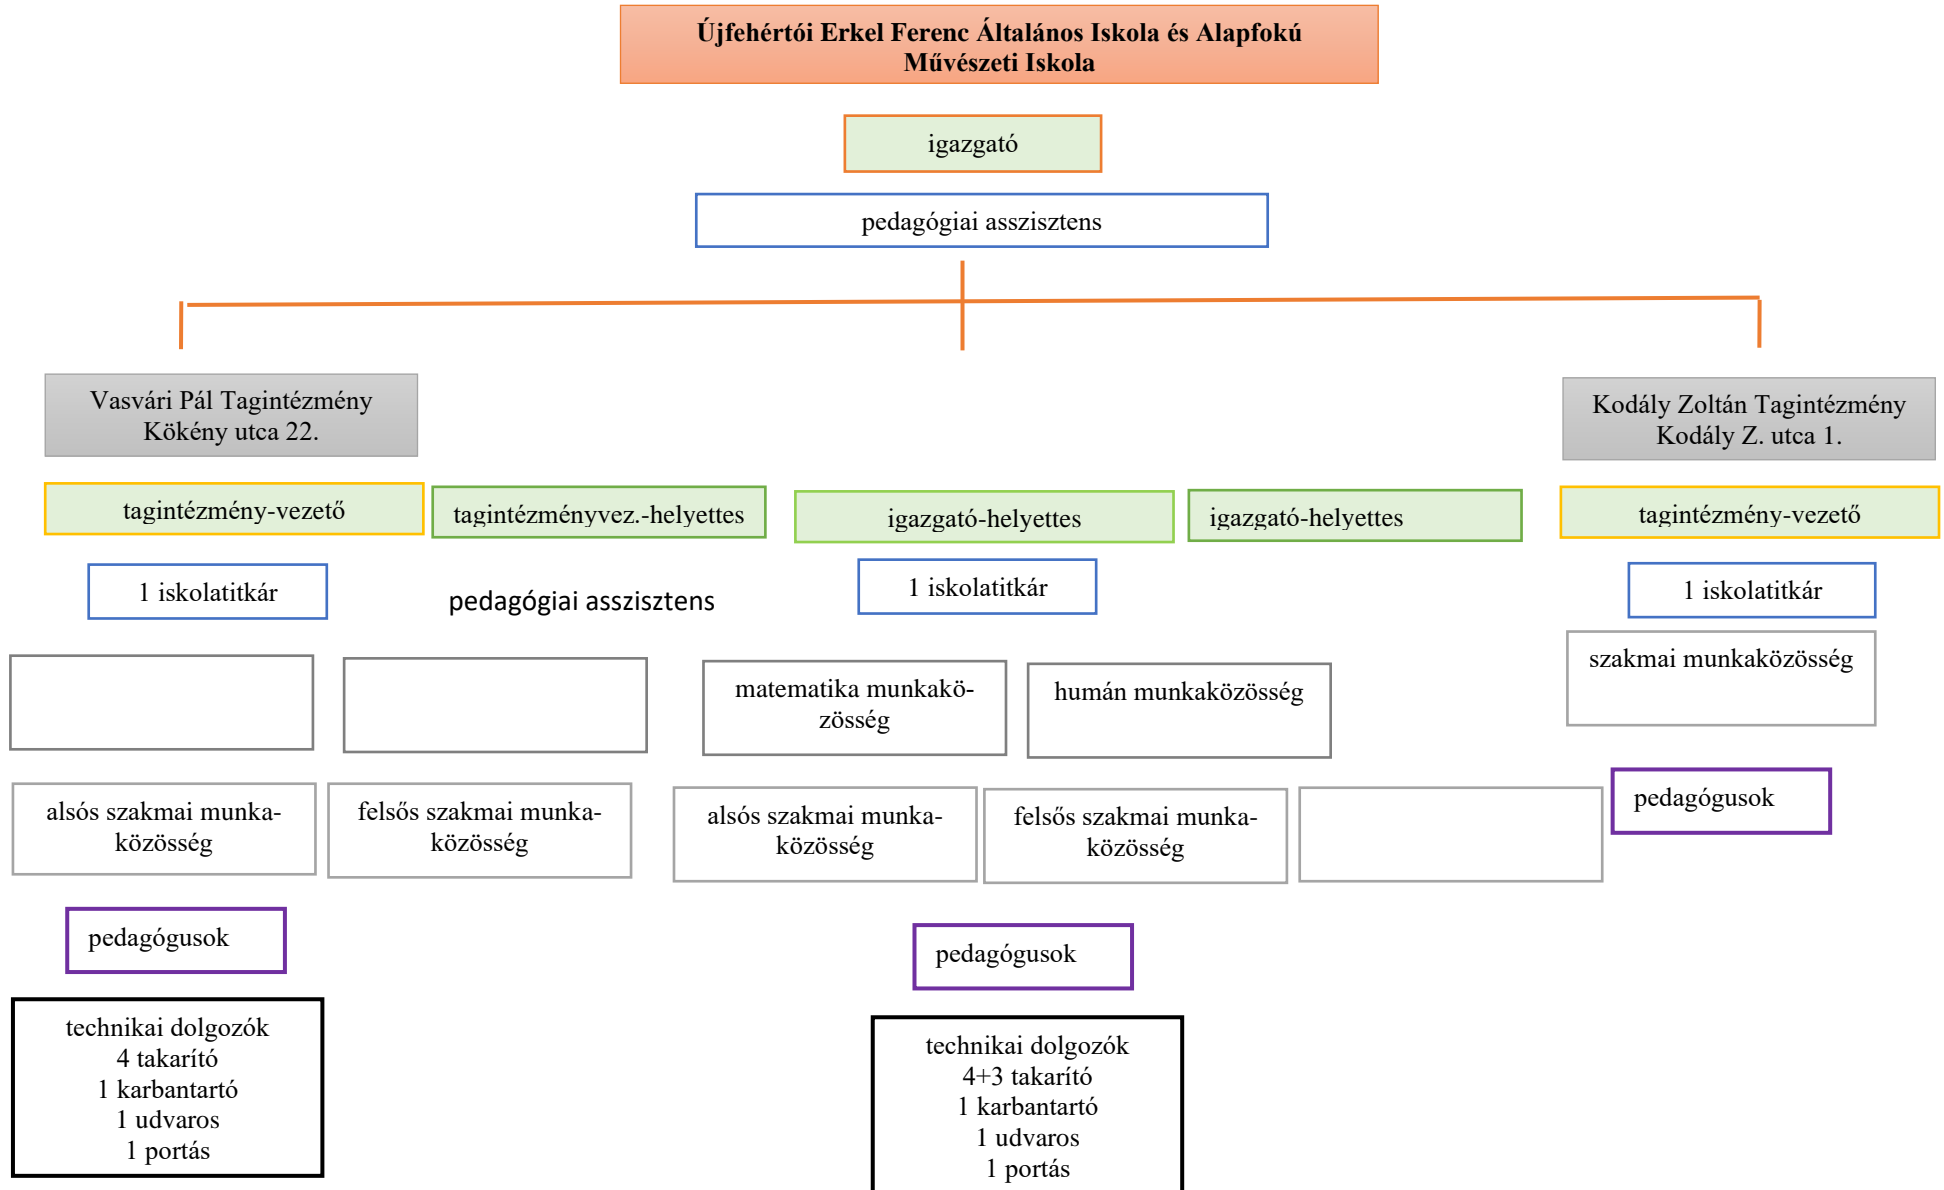 Újfehértói Erkel Ferenc Általános Iskola és Alapfokú
Művészeti Iskola
igazgató
pedagógiai asszisztens
Vasvári Pál Tagintézmény
Kökény utca 22.
Kodály Zoltán Tagintézmény
Kodály Z. utca 1.
tagintézmény-vezető
tagintézményvez.-helyettes
igazgató-helyettes
igazgató-helyettes
tagintézmény-vezető
1 iskolatitkár
pedagógiai asszisztens
1 iskolatitkár
1 iskolatitkár
matematika munkakö-
zösség
humán munkaközösség
szakmai munkaközösség
alsós szakmai munka-
közösség
felsős szakmai munka-
közösség
alsós szakmai munka-
közösség
felsős szakmai munka-
közösség
pedagógusok
pedagógusok
pedagógusok
technikai dolgozók
4 takarító
1 karbantartó
1 udvaros
1 portás
technikai dolgozók
4+3 takarító
1 karbantartó
1 udvaros
1 portás